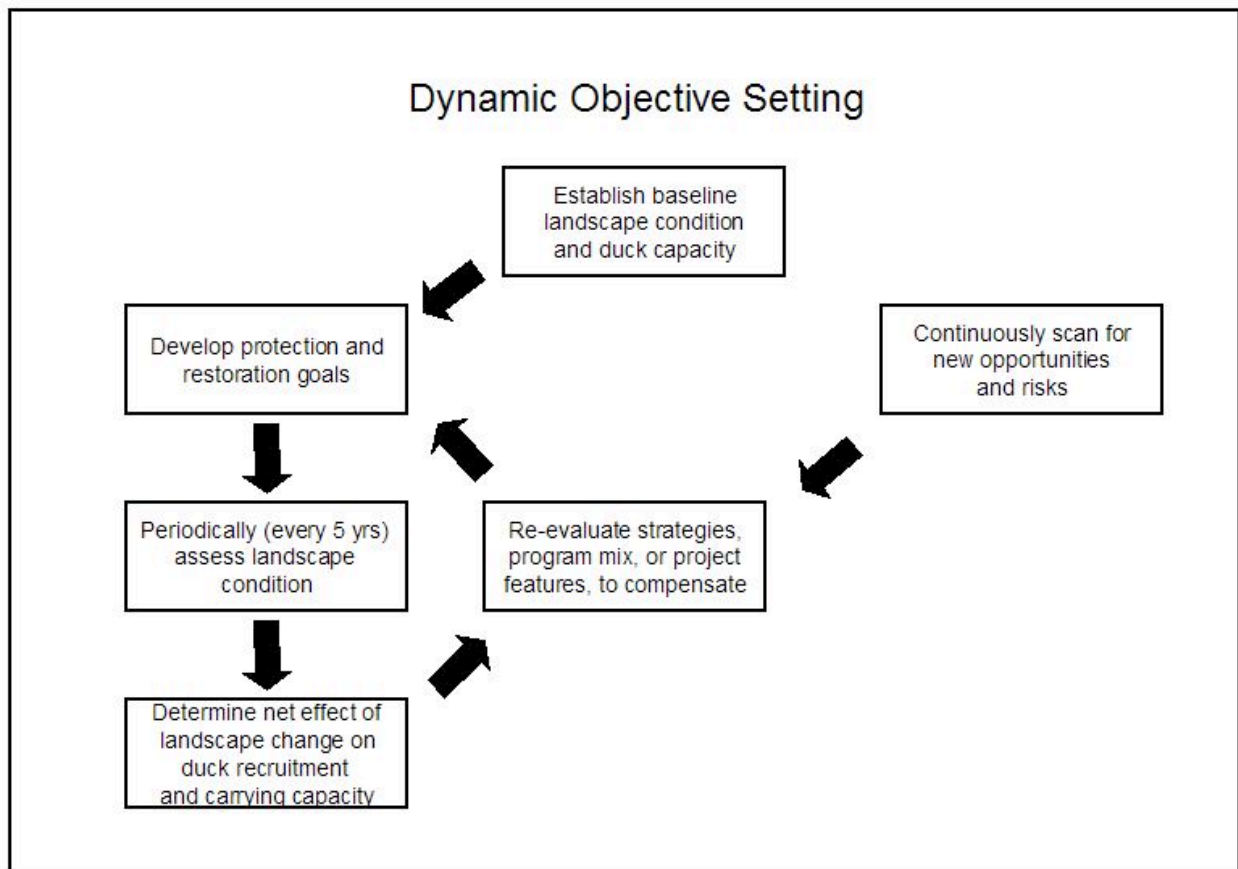 Dynamic Objective Setting
Establish baseline
landscape condition
and duck capacity
Develop protection and
restoration goals
Continuously scan for
new opportunities
and risks
Periodically (every 5 yrs)
assess landscape
condition
Re-evaluate strategies,
program mix, or project
features, to compensate
Determine net effect of
landscape change on
duck recruitment
and carrying capacity